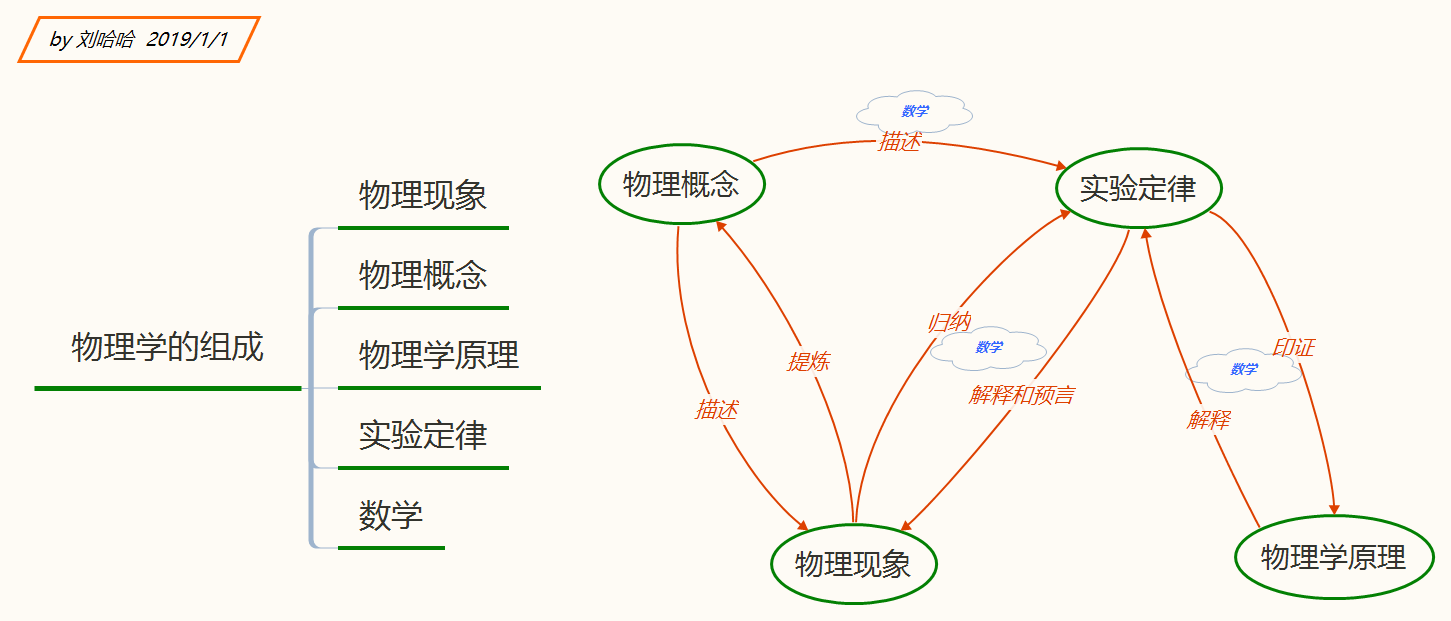 by 刘哈哈 2019/1/1
物理学的组成
物理现象
物理概念
物理学原理
实验定律
数学
数学
描述
物理概念
实验定律
归纳
数学
提炼
解释和预言
描述
印证
数学
解释
物理现象
物理学原理